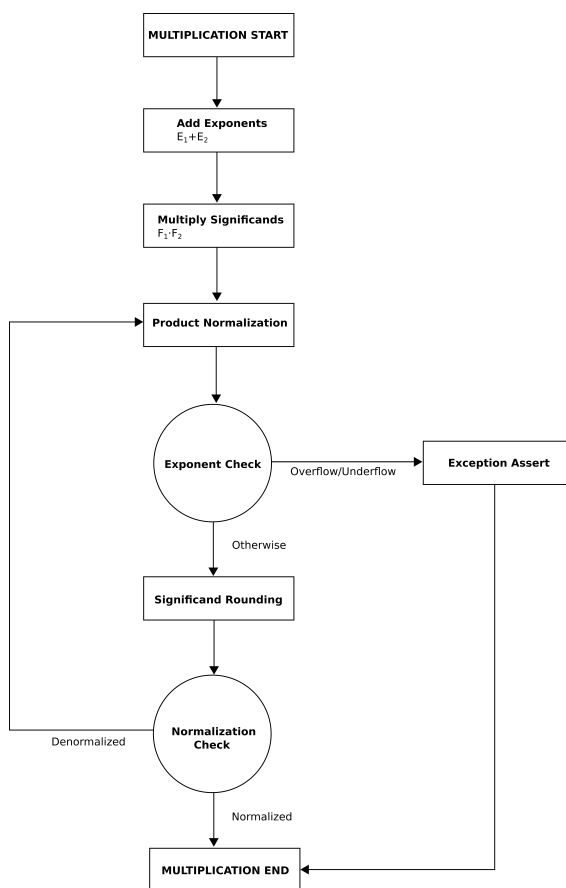 MULTIPLICATION START
Add Exponents
E₁+E₂
Multiply Significands
F₁·F₂
Product Normalization
Exponent Check
Overflow/Underflow
Exception Assert
Otherwise
Significand Rounding
Normalization
Check
Denormalized
Normalized
MULTIPLICATION END